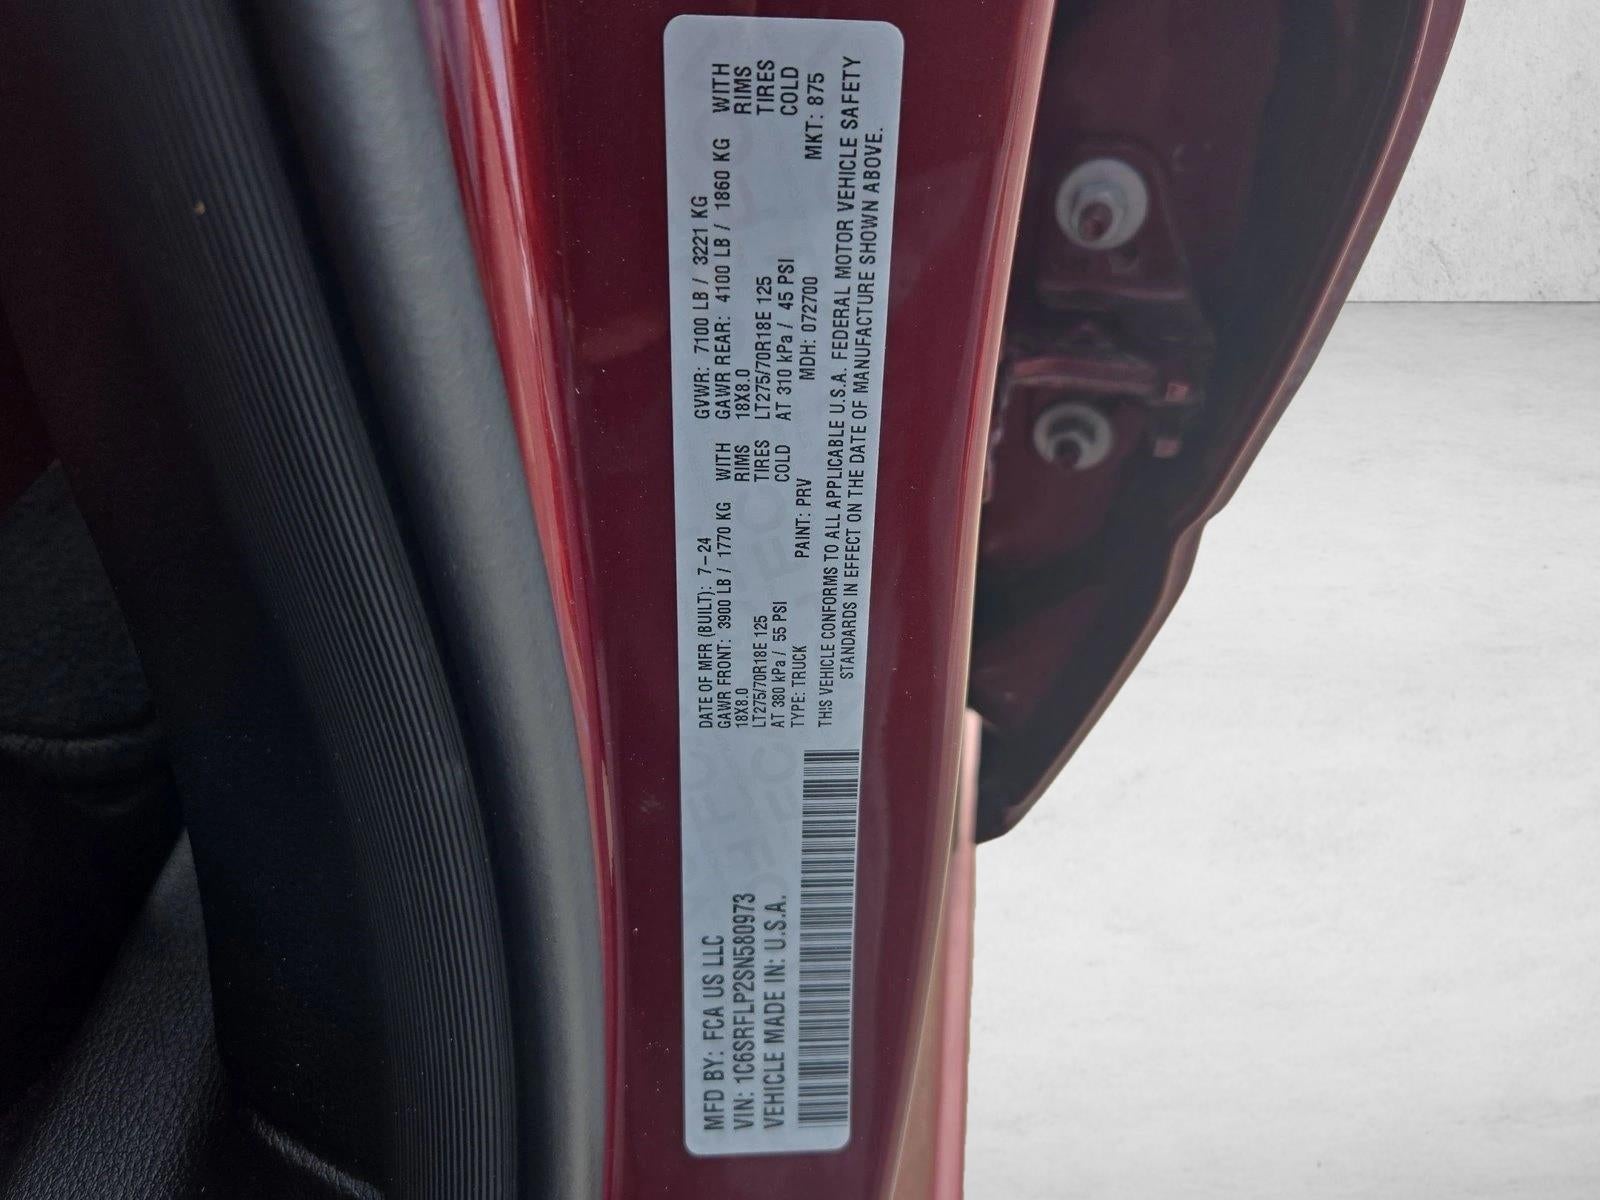 MFD BY: FCA US LLC
VIN: 1C6SRFLP2SN580973
VEHICLE MADE IN: U.S.A.
DATE OF MFR (BUILT): 7-24 GVWR: 7100 LB / 3221 KG
GAWR FRONT: 3900 LB / 1770 KG WITH GAWR REAR: 4100 LB / 1860 KG WITH
18X8.0 RIMS 18X8.0 RIMS
LT275/70R18E 125 TIRES LT275/70R18E 125 TIRES
AT 380 kPa / 55 PSI COLD AT 310 kPa / 45 PSI COLD
TYPE: TRUCK PAINT: PRV MDH: 072700 MKT: 875
THIS VEHICLE CONFORMS TO ALL APPLICABLE U.S.A. FEDERAL MOTOR VEHICLE SAFETY
STANDARDS IN EFFECT ON THE DATE OF MANUFACTURE SHOWN ABOVE.